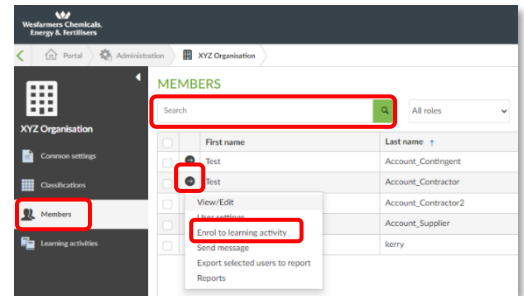 Wesfarmers Chemicals,
Energy & Fertilisers
Portal Administration XYZ Organisation
XYZ Organisation
Common settings
Classifications
Members
Learning activities
MEMBERS
Search All roles
First name Last name ↑
Test Account_Contingent
Test Account_Contractor
Account_Contractor2
Account_Supplier
kerry
View/Edit
User settings
Enrol to learning activity
Send message
Export selected users to report
Reports